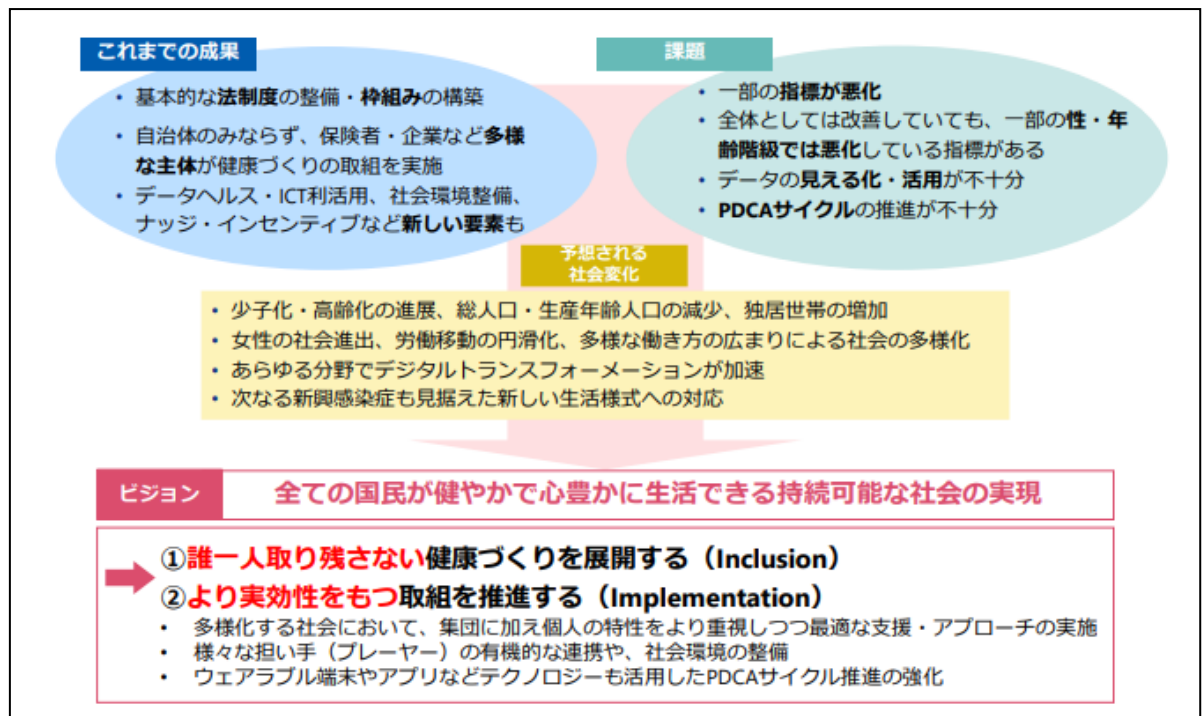 これまでの成果
・ 基本的な法制度の整備・枠組みの構築
・ 自治体のみならず、保険者・企業など多様
な主体が健康づくりの取組を実施
・ データヘルス・ICT利活用、社会環境整備、
ナッジ・インセンティブなど新しい要素も
課題
・ 一部の指標が悪化
・ 全体としては改善していても、一部の性・年
齢階級では悪化している指標がある
・ データの見える化・活用が不十分
・ PDCAサイクルの推進が不十分
予想される
社会変化
・ 少子化・高齢化の進展、総人口・生産年齢人口の減少、独居世帯の増加
・ 女性の社会進出、労働移動の円滑化、多様な働き方の広まりによる社会の多様化
・ あらゆる分野でデジタルトランスフォーメーションが加速
・ 次なる新興感染症も見据えた新しい生活様式への対応
ビジョン
全ての国民が健やかで心豊かに生活できる持続可能な社会の実現
①誰一人取り残さない健康づくりを展開する（Inclusion）
②より実効性をもつ取組を推進する（Implementation）
・ 多様化する社会において、集団に加え個人の特性をより重視しつつ最適な支援・アプローチの実施
・ 様々な担い手（プレーヤー）の有機的な連携や、社会環境の整備
・ ウェアラブル端末やアプリなどテクノロジーも活用したPDCAサイクル推進の強化